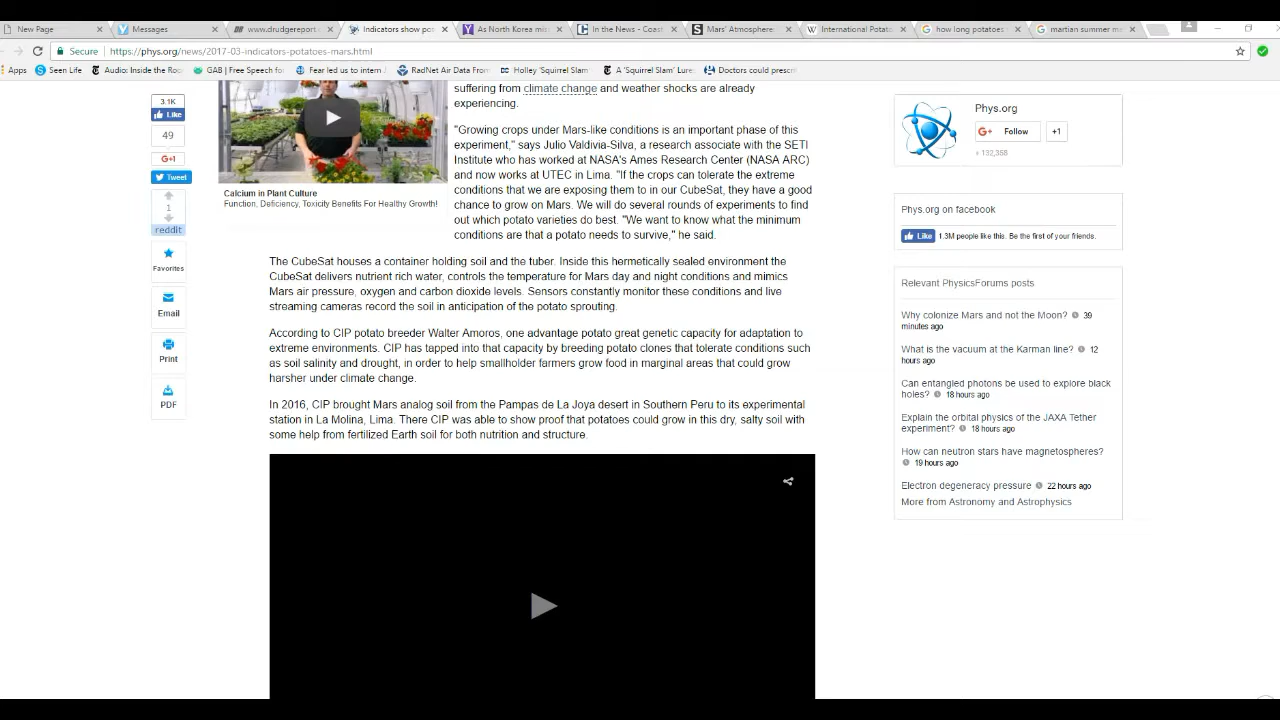 New Page
Messages
www.drudgereport.
Indicators show po
As North Korea mis
In the News - Coast
Mars' Atmosphere:
International Potato
how long potatoes
martian summer me
Secure https://phys.org/news/2017-03-indicators-potatoes-mars.html
Apps Seen Life Audio: Inside the Roo GAB | Free Speech fo Fear led us to intern J RadNet Air Data From Holley 'Squirrel Slam' A 'Squirrel Slam' Lure Doctors could prescri
3.1K
Like
49
G+1
Tweet
1
reddit
Favorites
Email
Print
PDF
Calcium in Plant Culture
Function, Deficiency, Toxicity Benefits For Healthy Growth!
suffering from climate change and weather shocks are already
experiencing.
"Growing crops under Mars-like conditions is an important phase of this
experiment," says Julio Valdivia-Silva, a research associate with the SETI
Institute who has worked at NASA's Ames Research Center (NASA ARC)
and now works at UTEC in Lima. "If the crops can tolerate the extreme
conditions that we are exposing them to in our CubeSat, they have a good
chance to grow on Mars. We will do several rounds of experiments to find
out which potato varieties do best. "We want to know what the minimum
conditions are that a potato needs to survive," he said.
The CubeSat houses a container holding soil and the tuber. Inside this hermetically sealed environment the
CubeSat delivers nutrient rich water, controls the temperature for Mars day and night conditions and mimics
Mars air pressure, oxygen and carbon dioxide levels. Sensors constantly monitor these conditions and live
streaming cameras record the soil in anticipation of the potato sprouting.
According to CIP potato breeder Walter Amoros, one advantage potato great genetic capacity for adaptation to
extreme environments. CIP has tapped into that capacity by breeding potato clones that tolerate conditions such
as soil salinity and drought, in order to help smallholder farmers grow food in marginal areas that could grow
harsher under climate change.
In 2016, CIP brought Mars analog soil from the Pampas de La Joya desert in Southern Peru to its experimental
station in La Molina, Lima. There CIP was able to show proof that potatoes could grow in this dry, salty soil with
some help from fertilized Earth soil for both nutrition and structure.
Phys.org
G+ Follow +1
+ 132,358
Phys.org on facebook
Like 1.3M people like this. Be the first of your friends.
Relevant PhysicsForums posts
Why colonize Mars and not the Moon? 39
minutes ago
What is the vacuum at the Karman line? 12
hours ago
Can entangled photons be used to explore black
holes? 18 hours ago
Explain the orbital physics of the JAXA Tether
experiment? 18 hours ago
How can neutron stars have magnetospheres?
19 hours ago
Electron degeneracy pressure 22 hours ago
More from Astronomy and Astrophysics